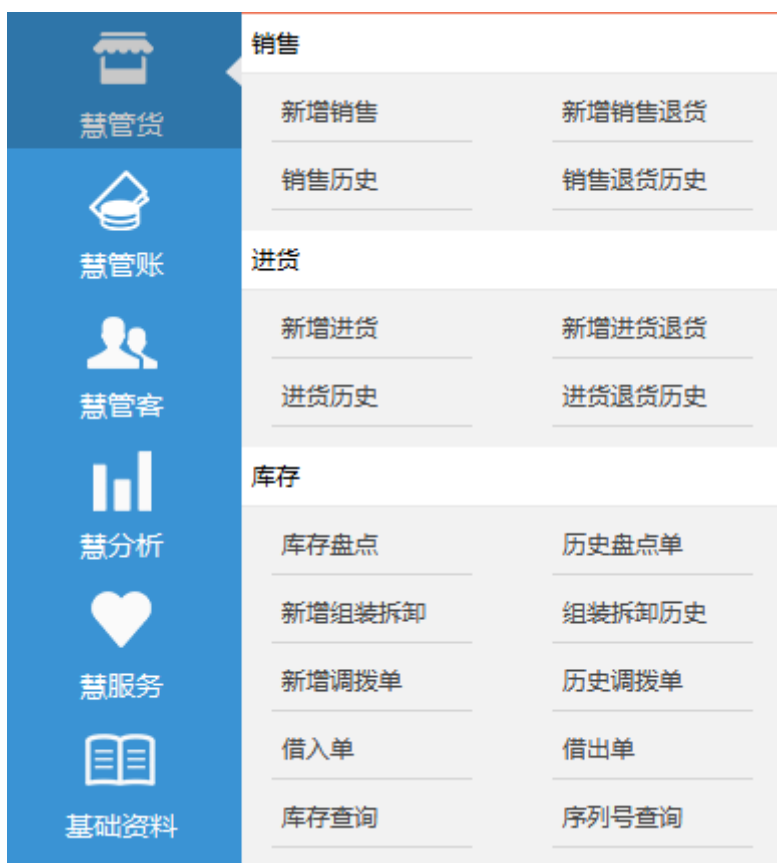 慧管货
慧管账
慧管客
慧分析
慧服务
基础资料
销售
新增销售 新增销售退货
销售历史 销售退货历史
进货
新增进货 新增进货退货
进货历史 进货退货历史
库存
库存盘点 历史盘点单
新增组装拆卸 组装拆卸历史
新增调拨单 历史调拨单
借入单 借出单
库存查询 序列号查询